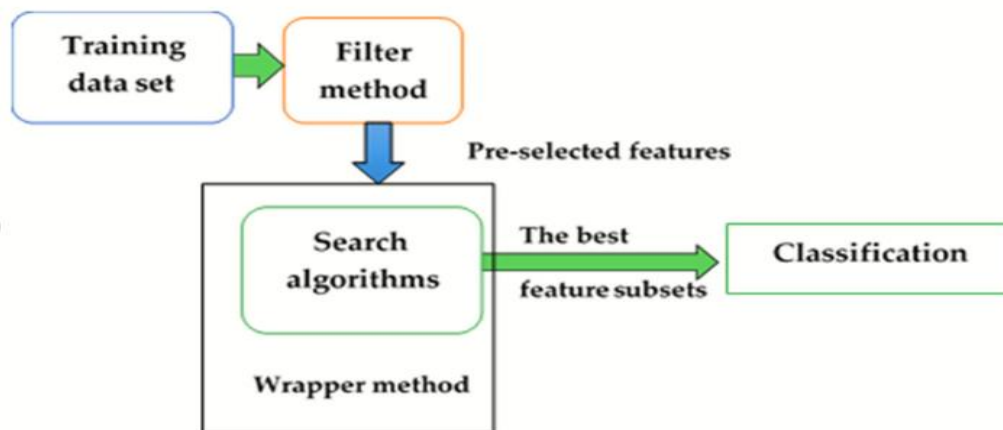 Training
data set
Filter
method
Pre-selected features
Search
algorithms
The best
feature subsets
Classification
Wrapper method